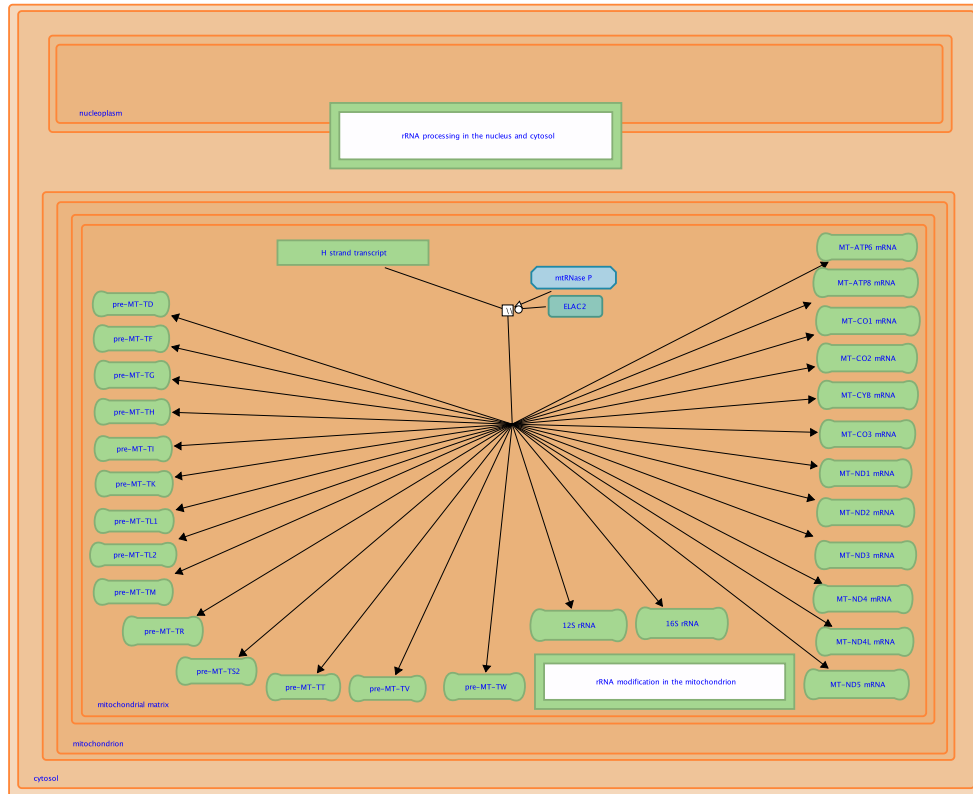 nucleoplasm
rRNA processing in the nucleus and cytosol
H strand transcript
mtRNase P
ELAC2
\\
pre-MT-TD
pre-MT-TF
pre-MT-TG
pre-MT-TH
pre-MT-TI
pre-MT-TK
pre-MT-TL1
pre-MT-TL2
pre-MT-TM
pre-MT-TR
pre-MT-TS2
pre-MT-TT
pre-MT-TV
pre-MT-TW
12S rRNA
16S rRNA
MT-ATP6 mRNA
MT-ATP8 mRNA
MT-CO1 mRNA
MT-CO2 mRNA
MT-CYB mRNA
MT-CO3 mRNA
MT-ND1 mRNA
MT-ND2 mRNA
MT-ND3 mRNA
MT-ND4 mRNA
MT-ND4L mRNA
MT-ND5 mRNA
rRNA modification in the mitochondrion
mitochondrial matrix
mitochondrion
cytosol